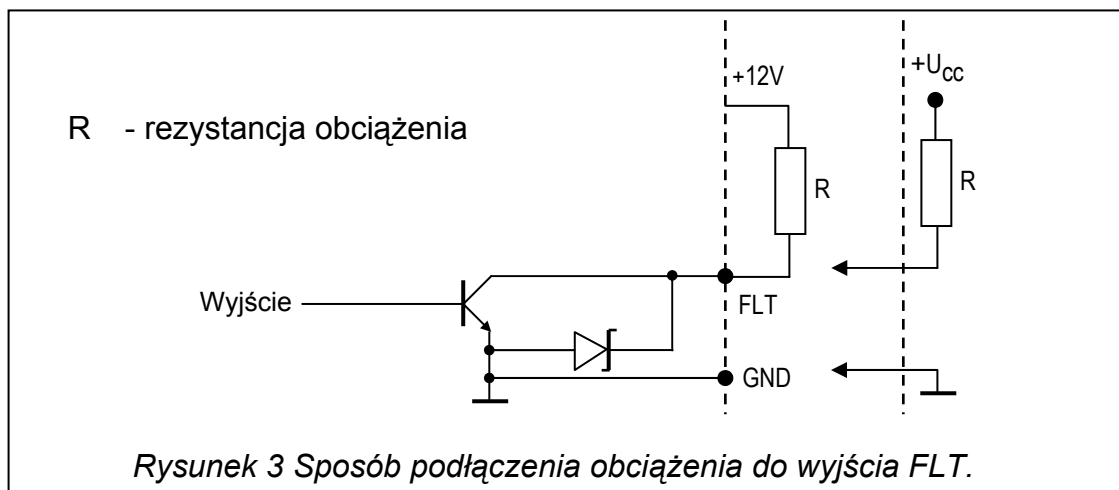 +12V
+UCC
R - rezystancja obciążenia
R
R
Wyjście
FLT
GND
Rysunek 3 Sposób podłączenia obciążenia do wyjścia FLT.